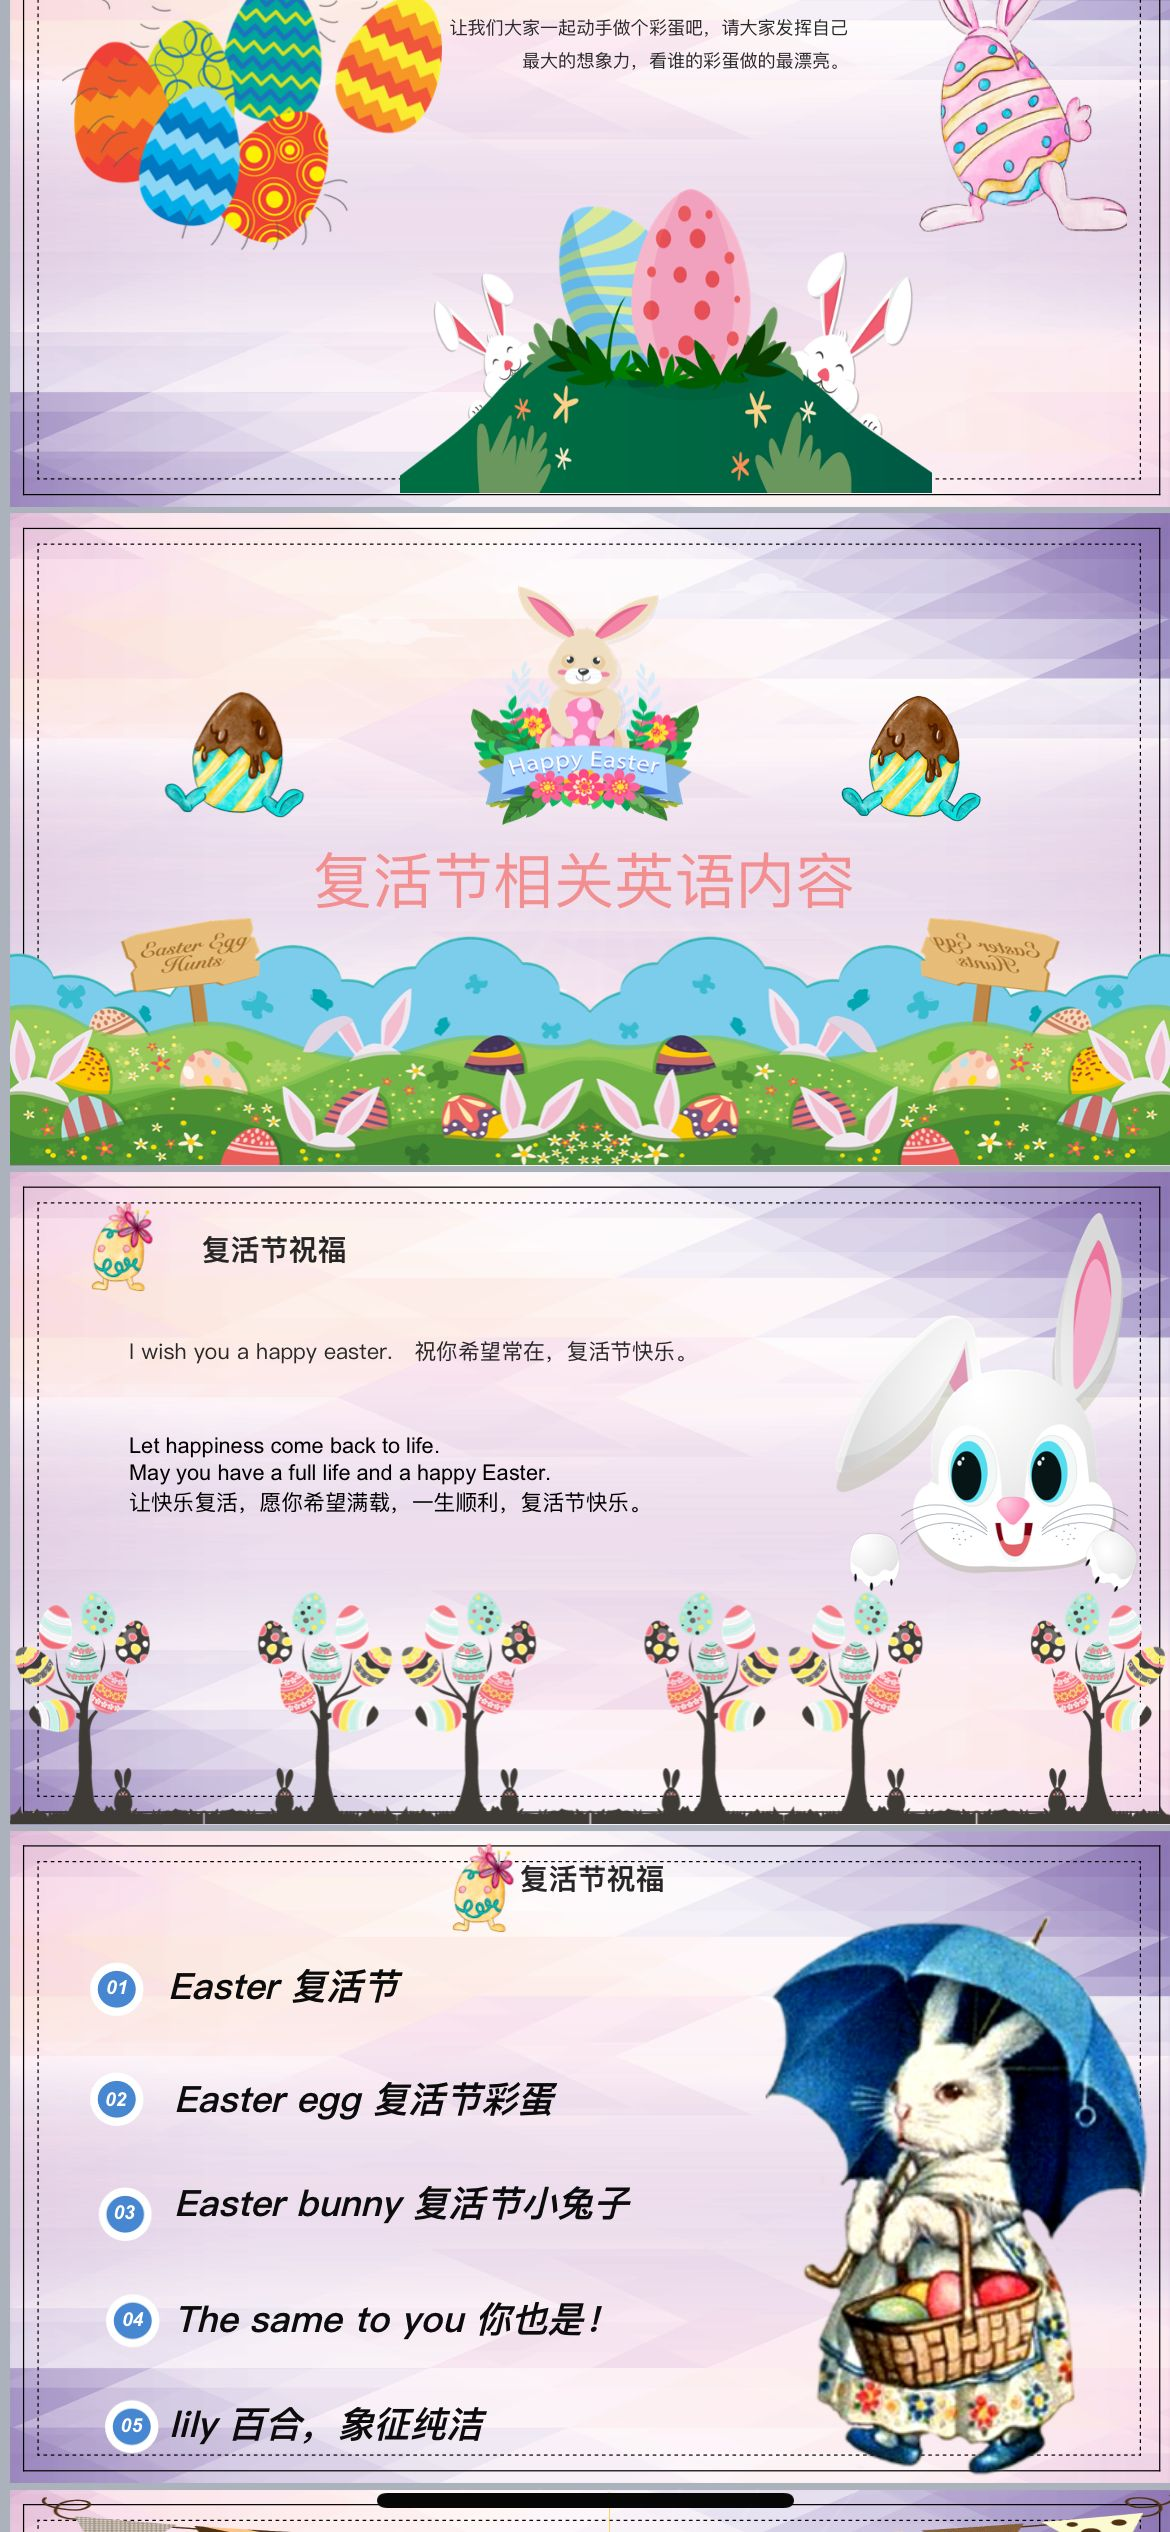 让我们大家一起动手做个彩蛋吧，请大家发挥自己
最大的想象力，看谁的彩蛋做的最漂亮。
Happy Easter
复活节相关英语内容
Easter Egg
Hunts
Easter Egg
Hunts
复活节祝福
I wish you a happy easter. 祝你希望常在，复活节快乐。
Let happiness come back to life.
May you have a full life and a happy Easter.
让快乐复活，愿你希望满载，一生顺利，复活节快乐。
复活节祝福
01 Easter 复活节
02 Easter egg 复活节彩蛋
03 Easter bunny 复活节小兔子
04 The same to you 你也是！
05 lily 百合，象征纯洁